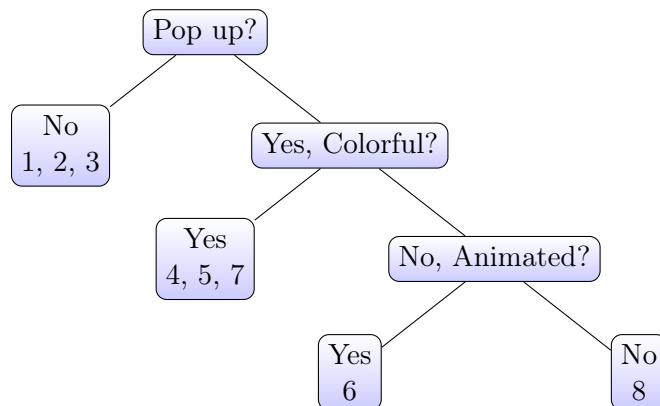 Pop up?
No
1, 2, 3
Yes, Colorful?
Yes
4, 5, 7
No, Animated?
Yes
6
No
8